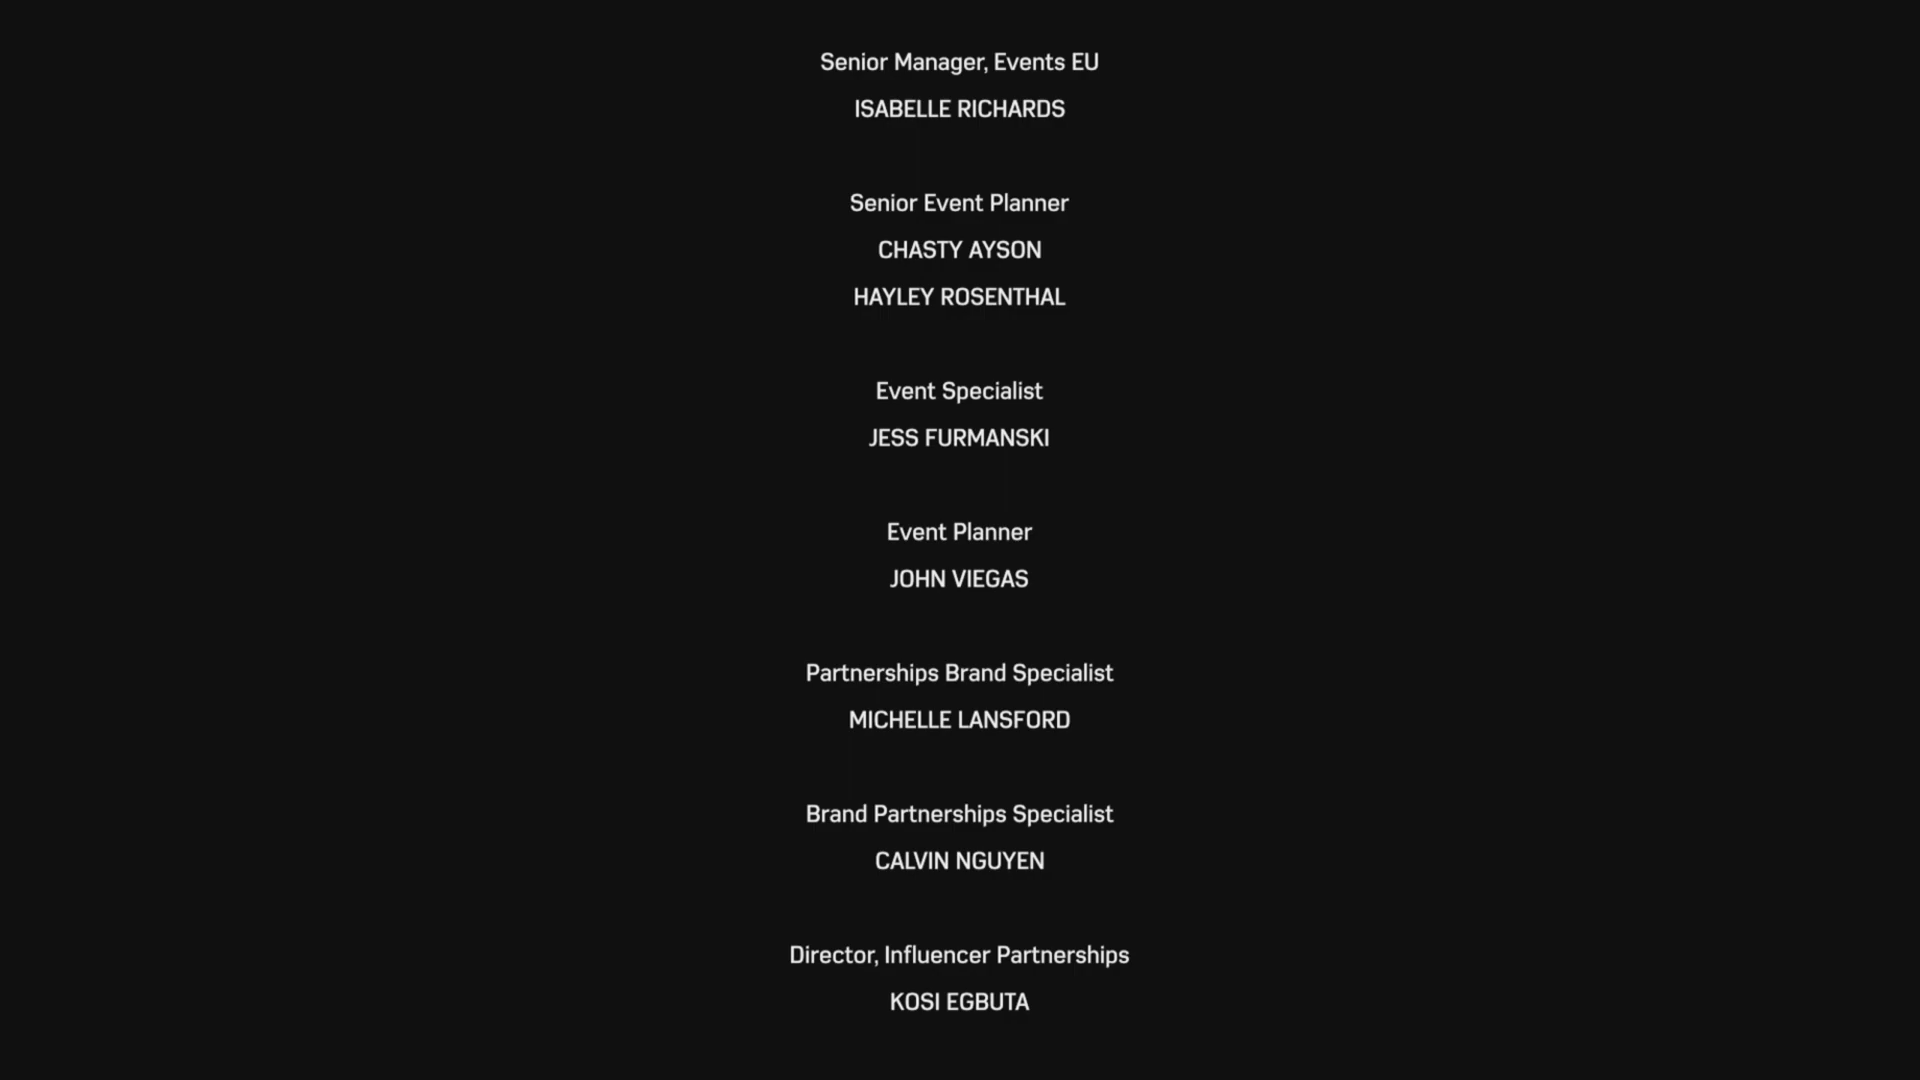 Senior Manager, Events EU
ISABELLE RICHARDS
Senior Event Planner
CHASTY AYSON
HAYLEY ROSENTHAL
Event Specialist
JESS FURMANSKI
Event Planner
JOHN VIEGAS
Partnerships Brand Specialist
MICHELLE LANSFORD
Brand Partnerships Specialist
CALVIN NGUYEN
Director, Influencer Partnerships
KOSI EGBUTA